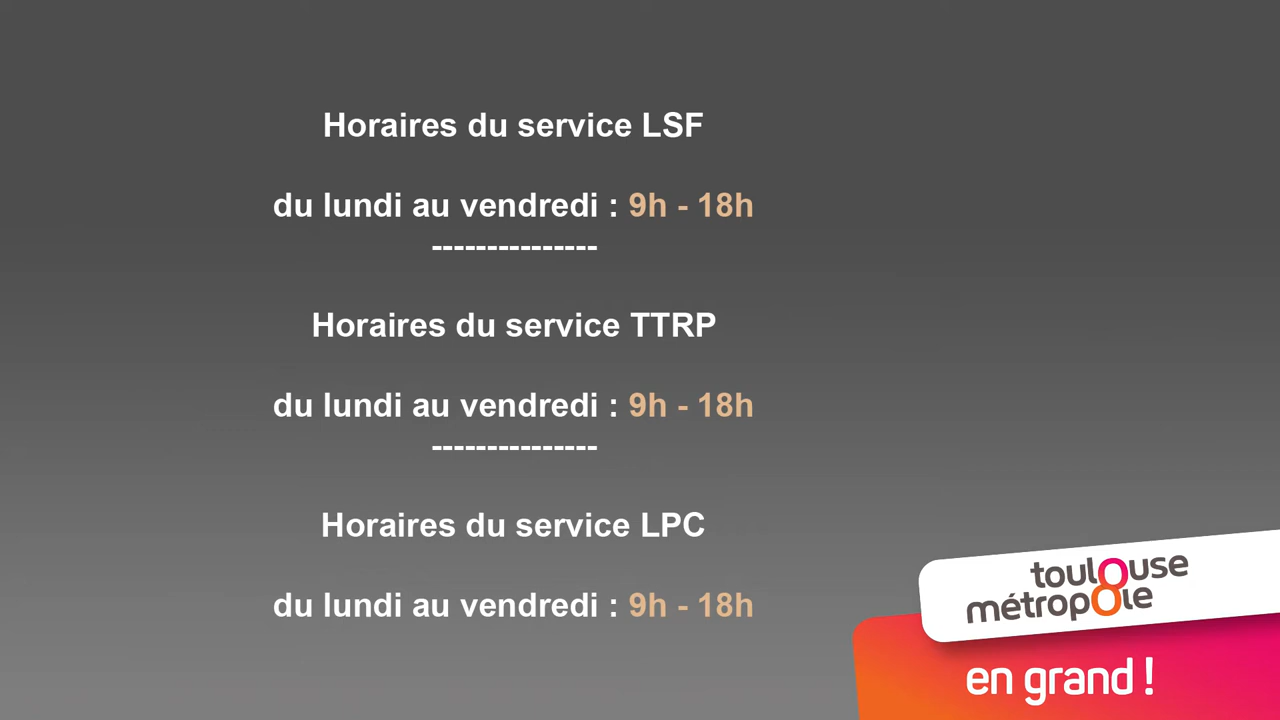 Horaires du service LSF
du lundi au vendredi : 9h - 18h
---------------
Horaires du service TTRP
du lundi au vendredi : 9h - 18h
---------------
Horaires du service LPC
du lundi au vendredi : 9h - 18h
toulouse
métropole
en grand !